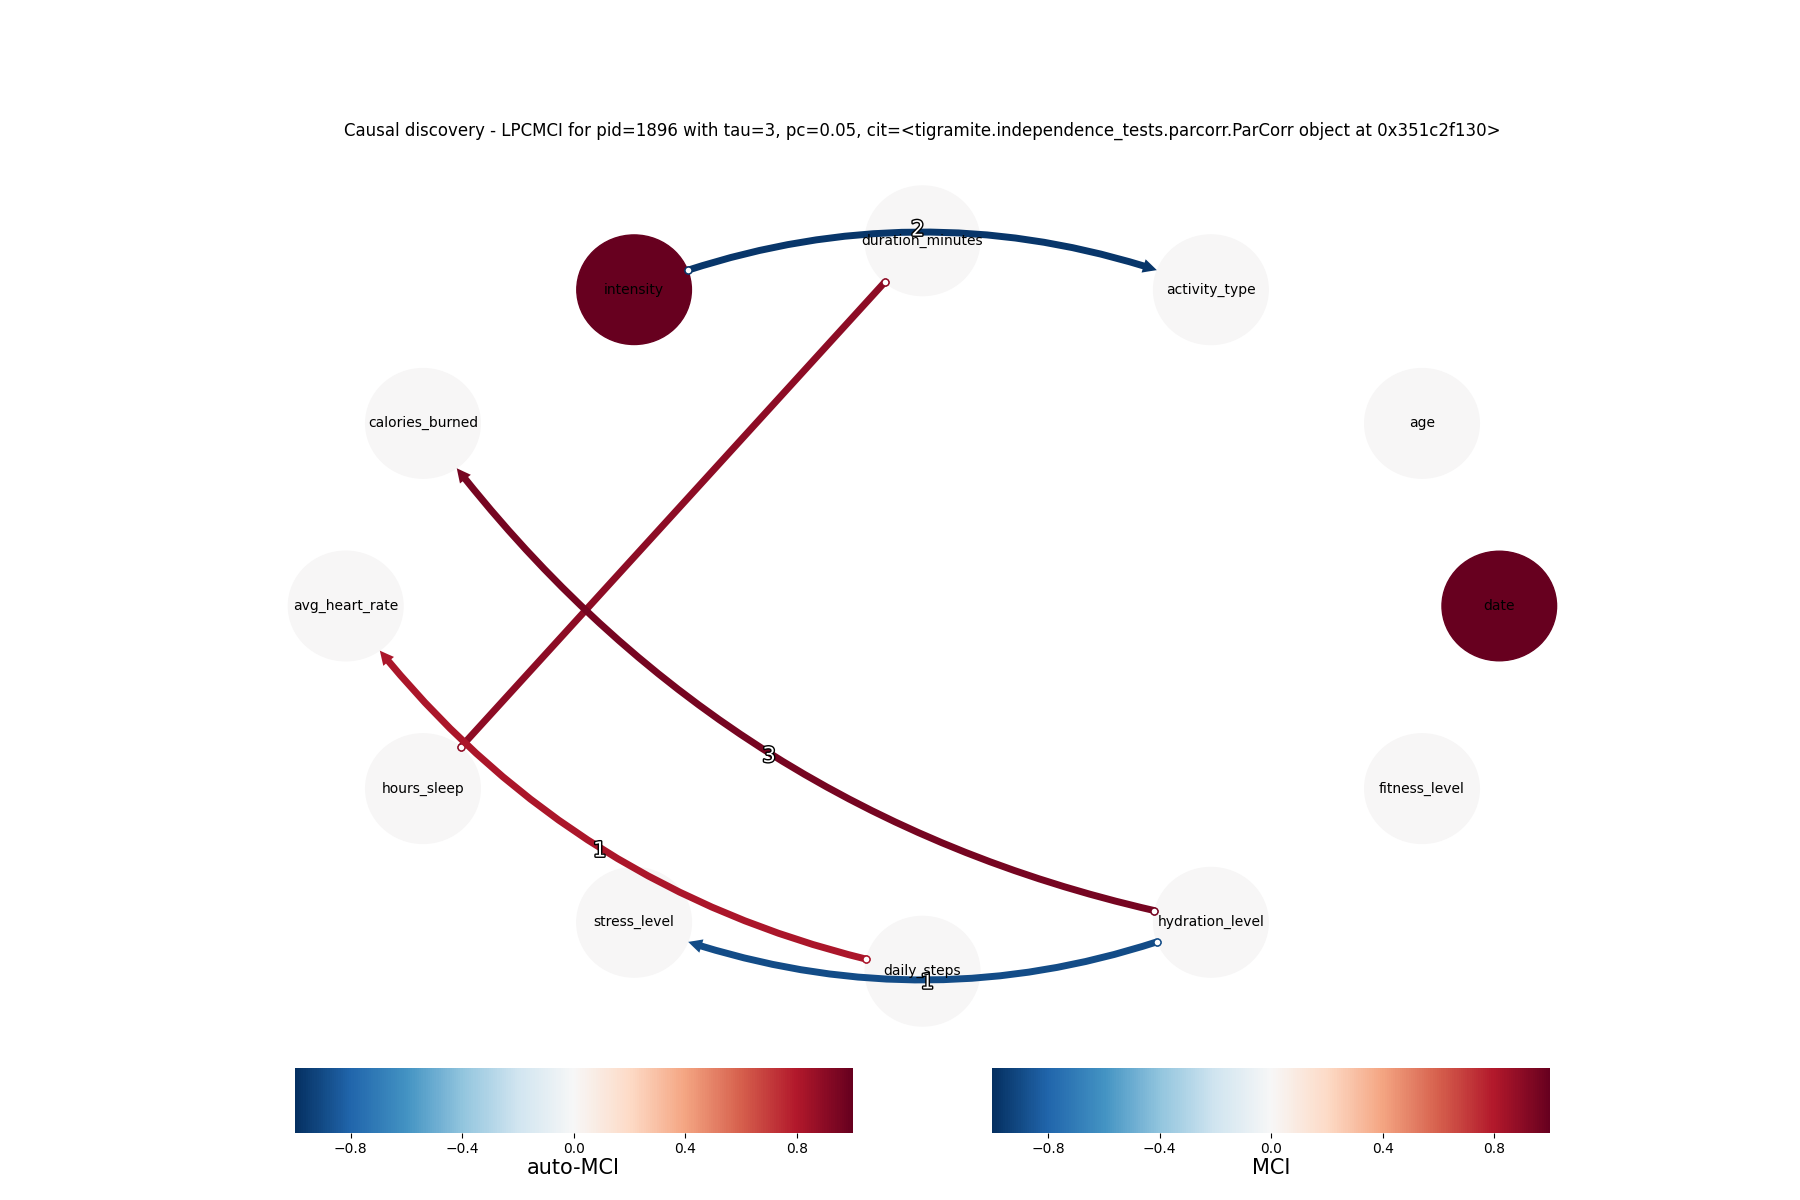 Causal discovery - LPCMCI for pid=1896 with tau=3, pc=0.05, cit=<tigramite.independence_tests.parcorr.ParCorr object at 0x351c2f130>
2
duration_minutes
intensity
activity_type
calories_burned
age
avg_heart_rate
date
3
hours_sleep
fitness_level
1
stress_level
hydration_level
daily_steps
1
−0.8 −0.4 0.0 0.4 0.8
auto-MCI
−0.8 −0.4 0.0 0.4 0.8
MCI